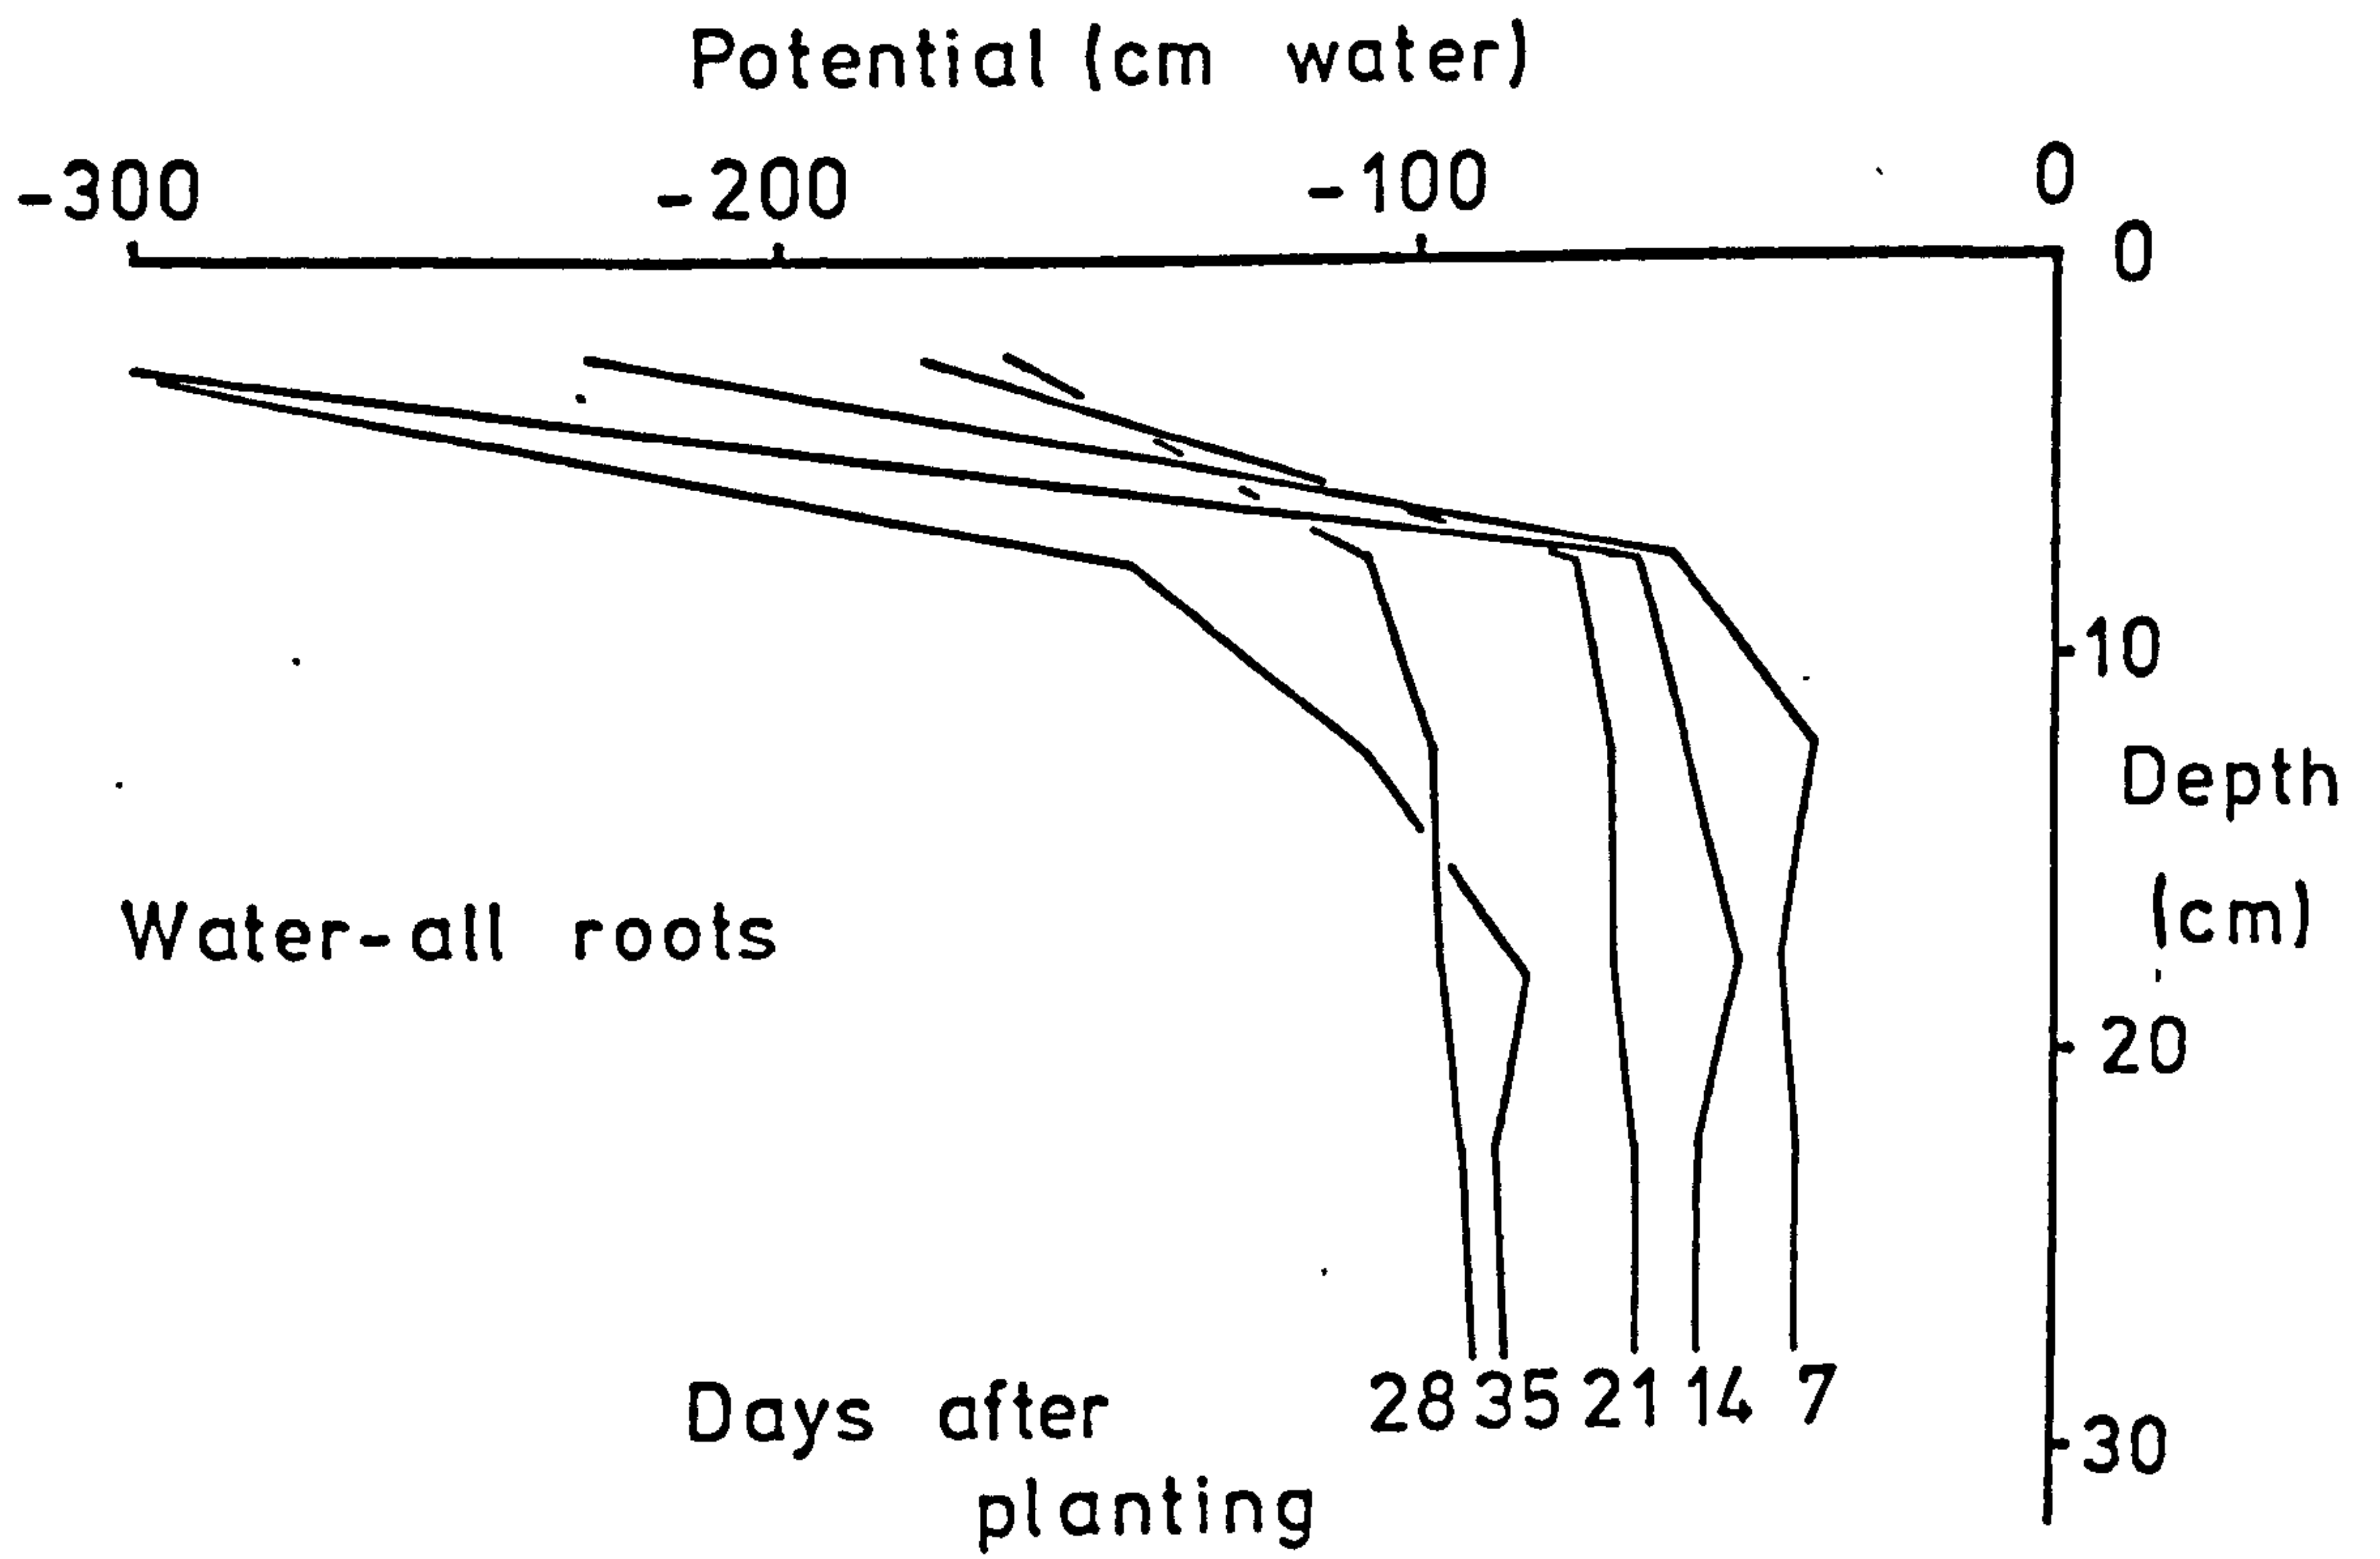 Potential (cm water)
-300 -200 -100 0
0
10
Depth
(cm)
Water-all roots
20
28 35 21 14 7
Days after
planting
30